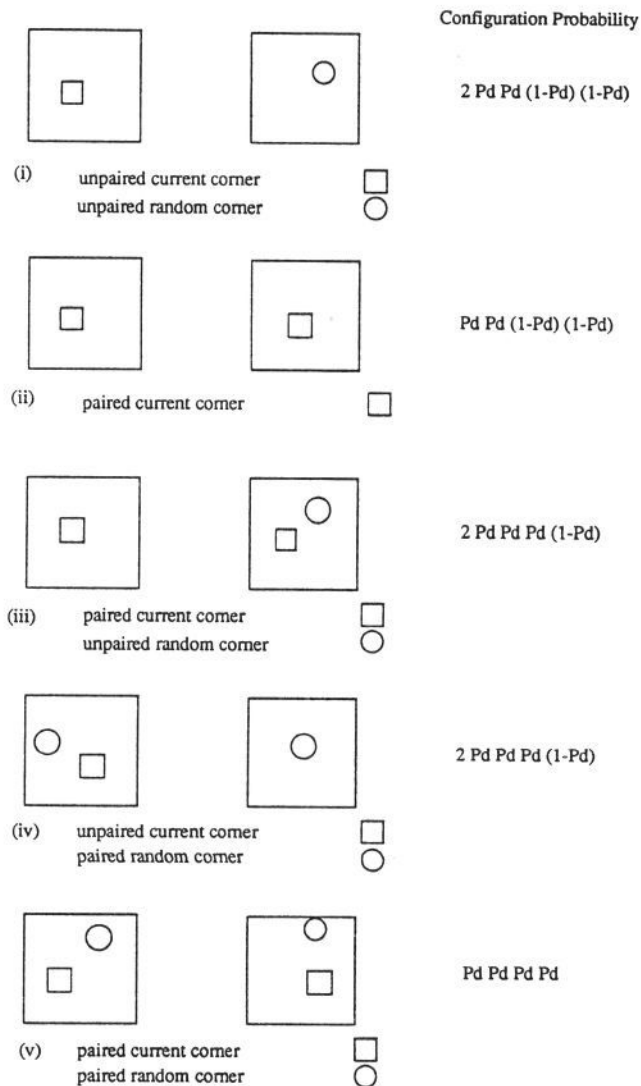 Configuration Probability
2 Pd Pd (1-Pd) (1-Pd)
(i) unpaired current corner
unpaired random corner
Pd Pd (1-Pd) (1-Pd)
(ii) paired current corner
2 Pd Pd Pd (1-Pd)
(iii) paired current corner
unpaired random corner
2 Pd Pd Pd (1-Pd)
(iv) unpaired current corner
paired random corner
Pd Pd Pd Pd
(v) paired current corner
paired random corner